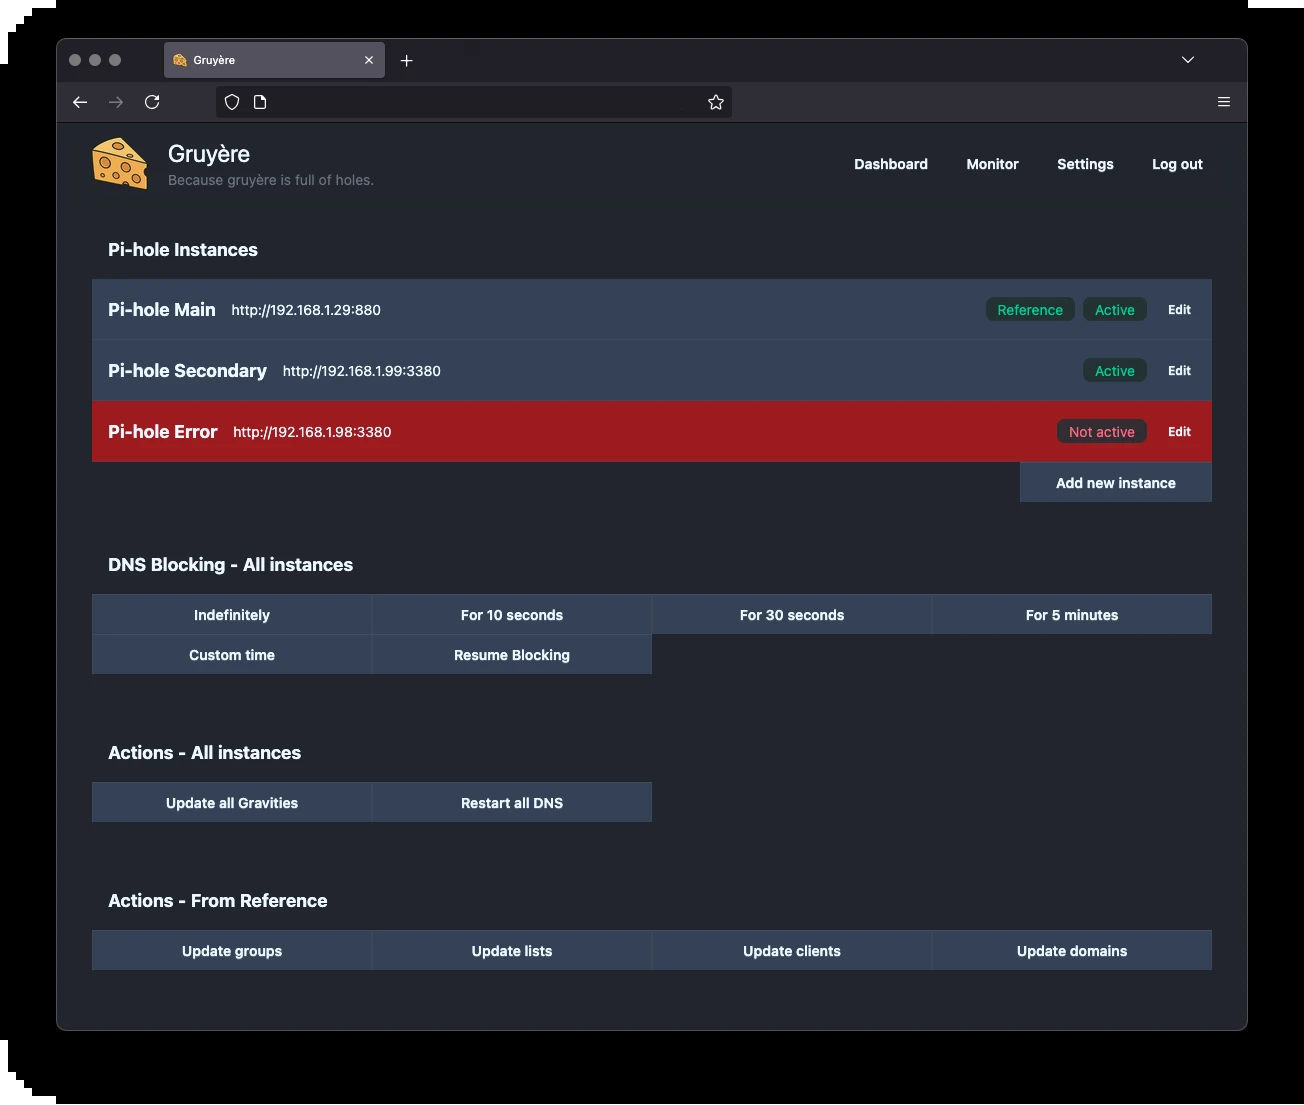 Gruyère
Gruyère
Because gruyère is full of holes.
Dashboard Monitor Settings Log out
Pi-hole Instances
Pi-hole Main http://192.168.1.29:880 Reference Active Edit
Pi-hole Secondary http://192.168.1.99:3380 Active Edit
Pi-hole Error http://192.168.1.98:3380 Not active Edit
Add new instance
DNS Blocking - All instances
Indefinitely For 10 seconds For 30 seconds For 5 minutes
Custom time Resume Blocking
Actions - All instances
Update all Gravities Restart all DNS
Actions - From Reference
Update groups Update lists Update clients Update domains